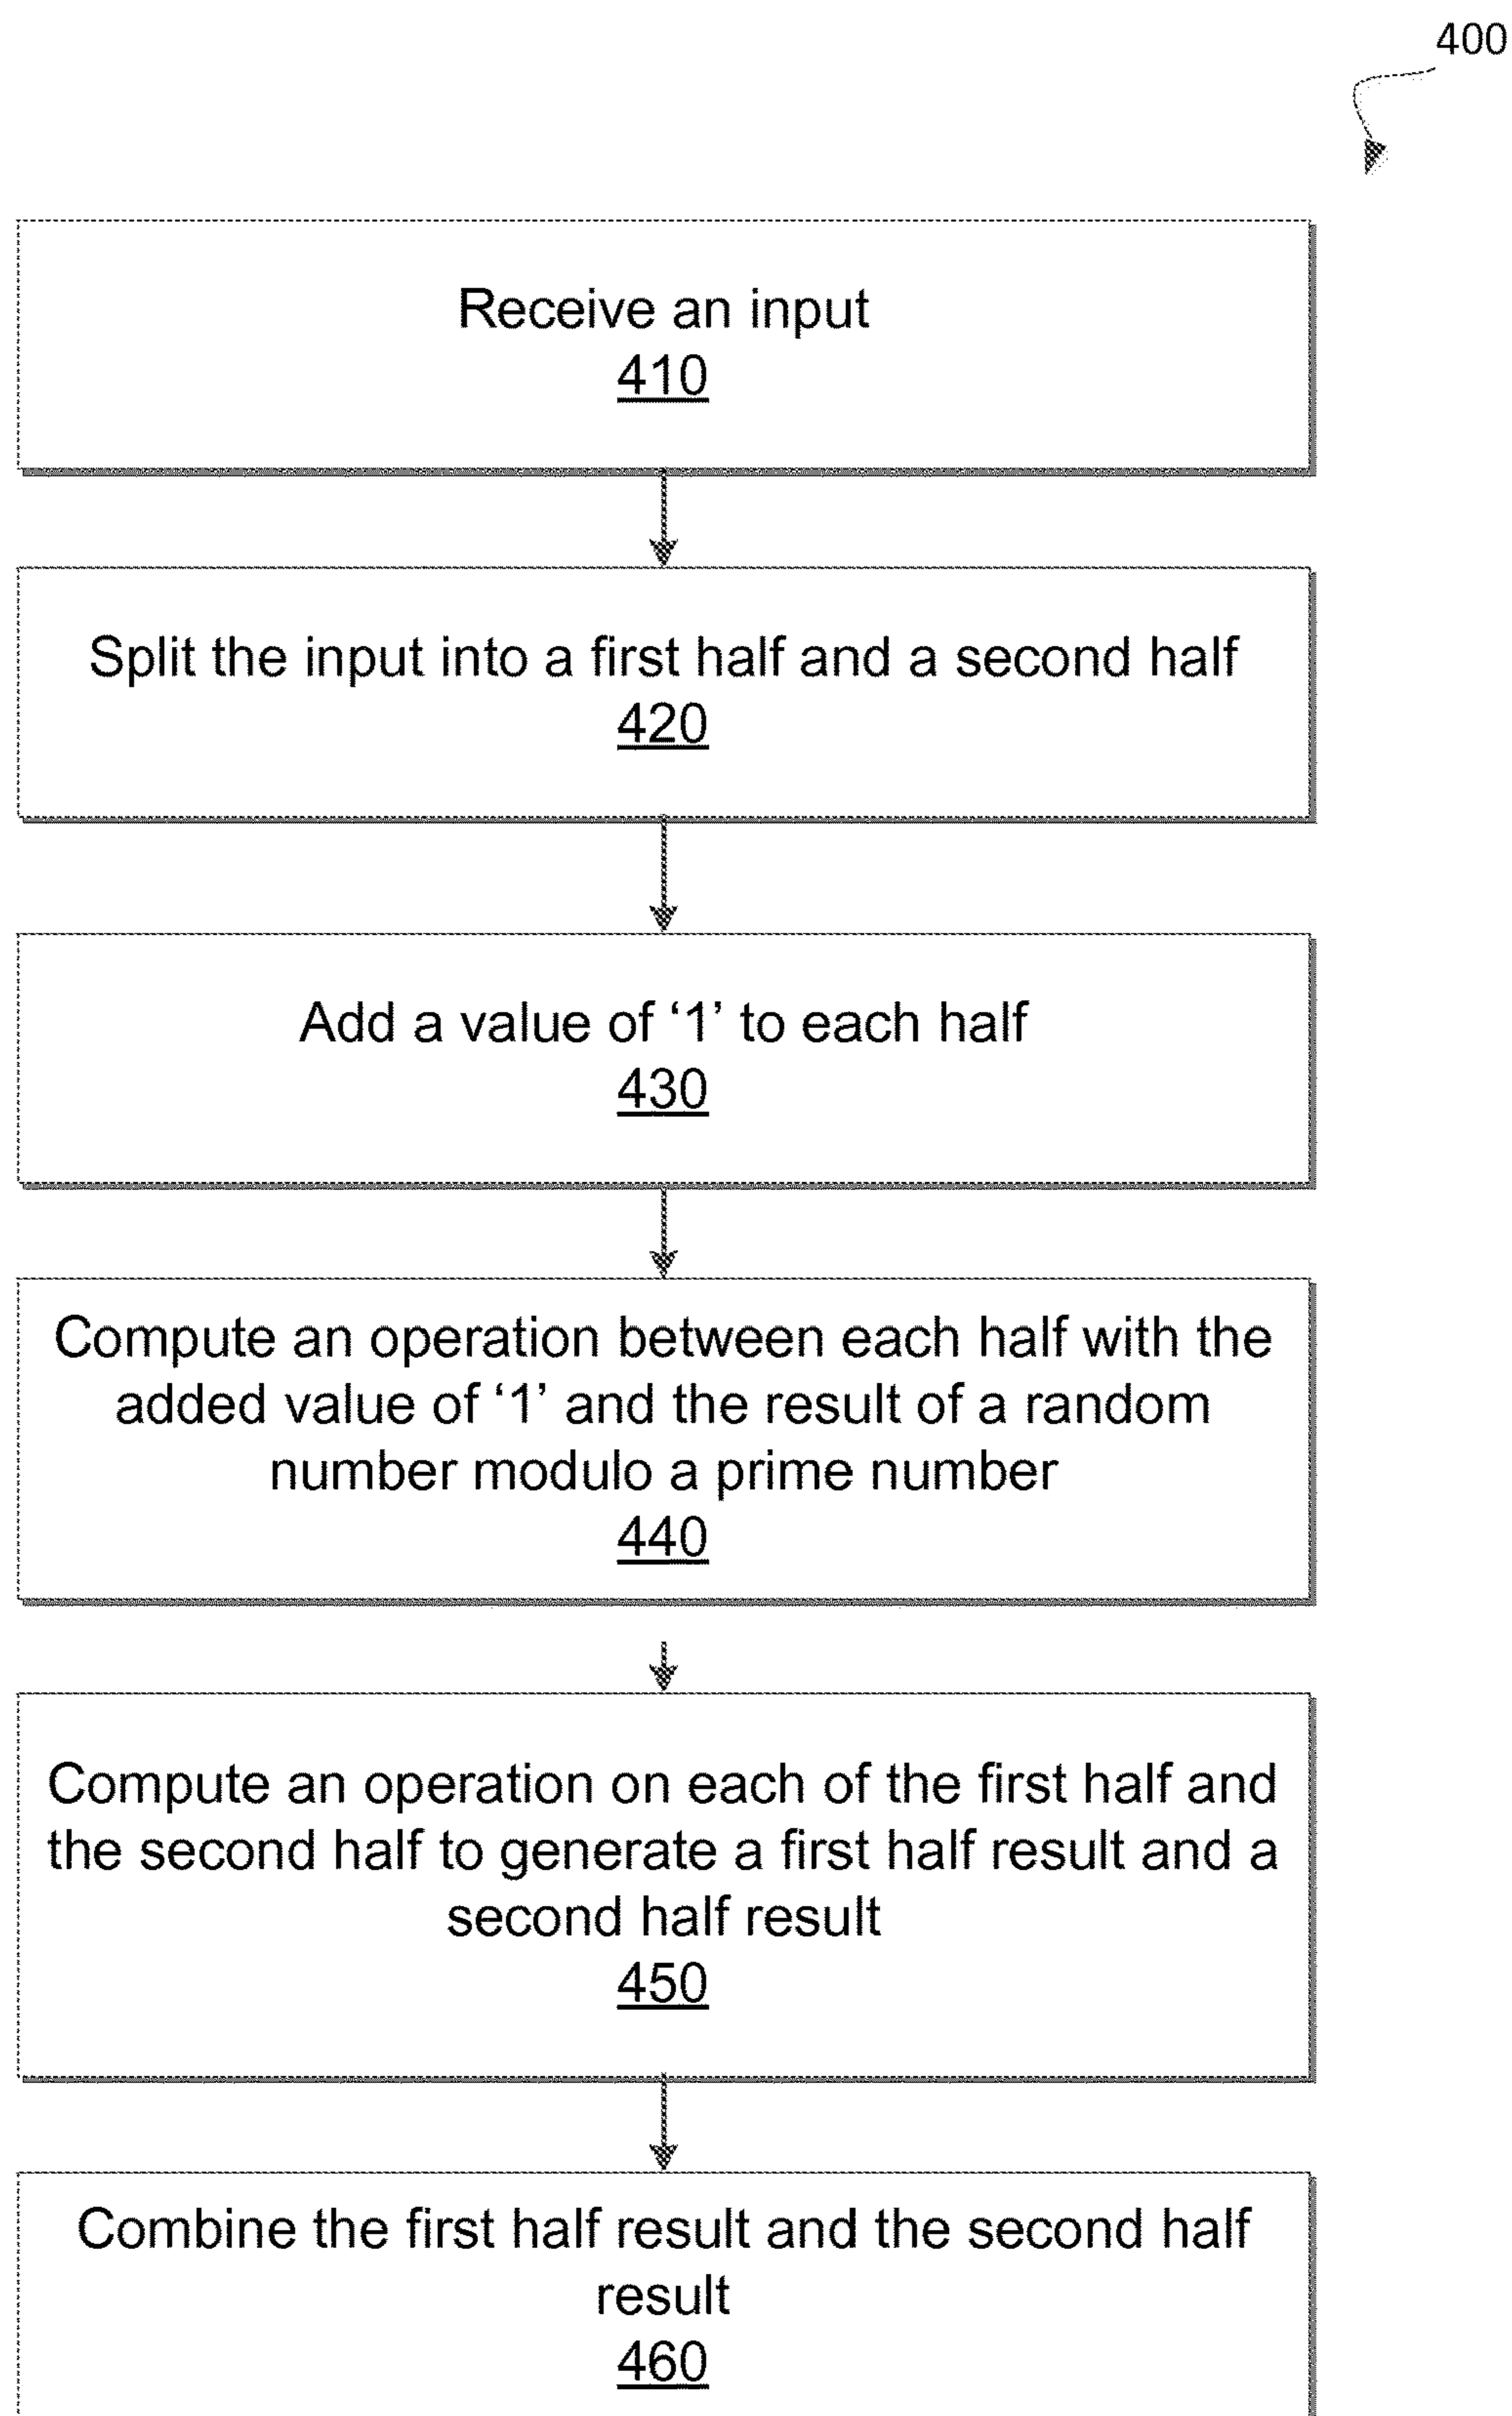 400
Receive an input
410
Split the input into a first half and a second half
420
Add a value of ‘1’ to each half
430
Compute an operation between each half with the
added value of ‘1’ and the result of a random
number modulo a prime number
440
Compute an operation on each of the first half and
the second half to generate a first half result and a
second half result
450
Combine the first half result and the second half
result
460